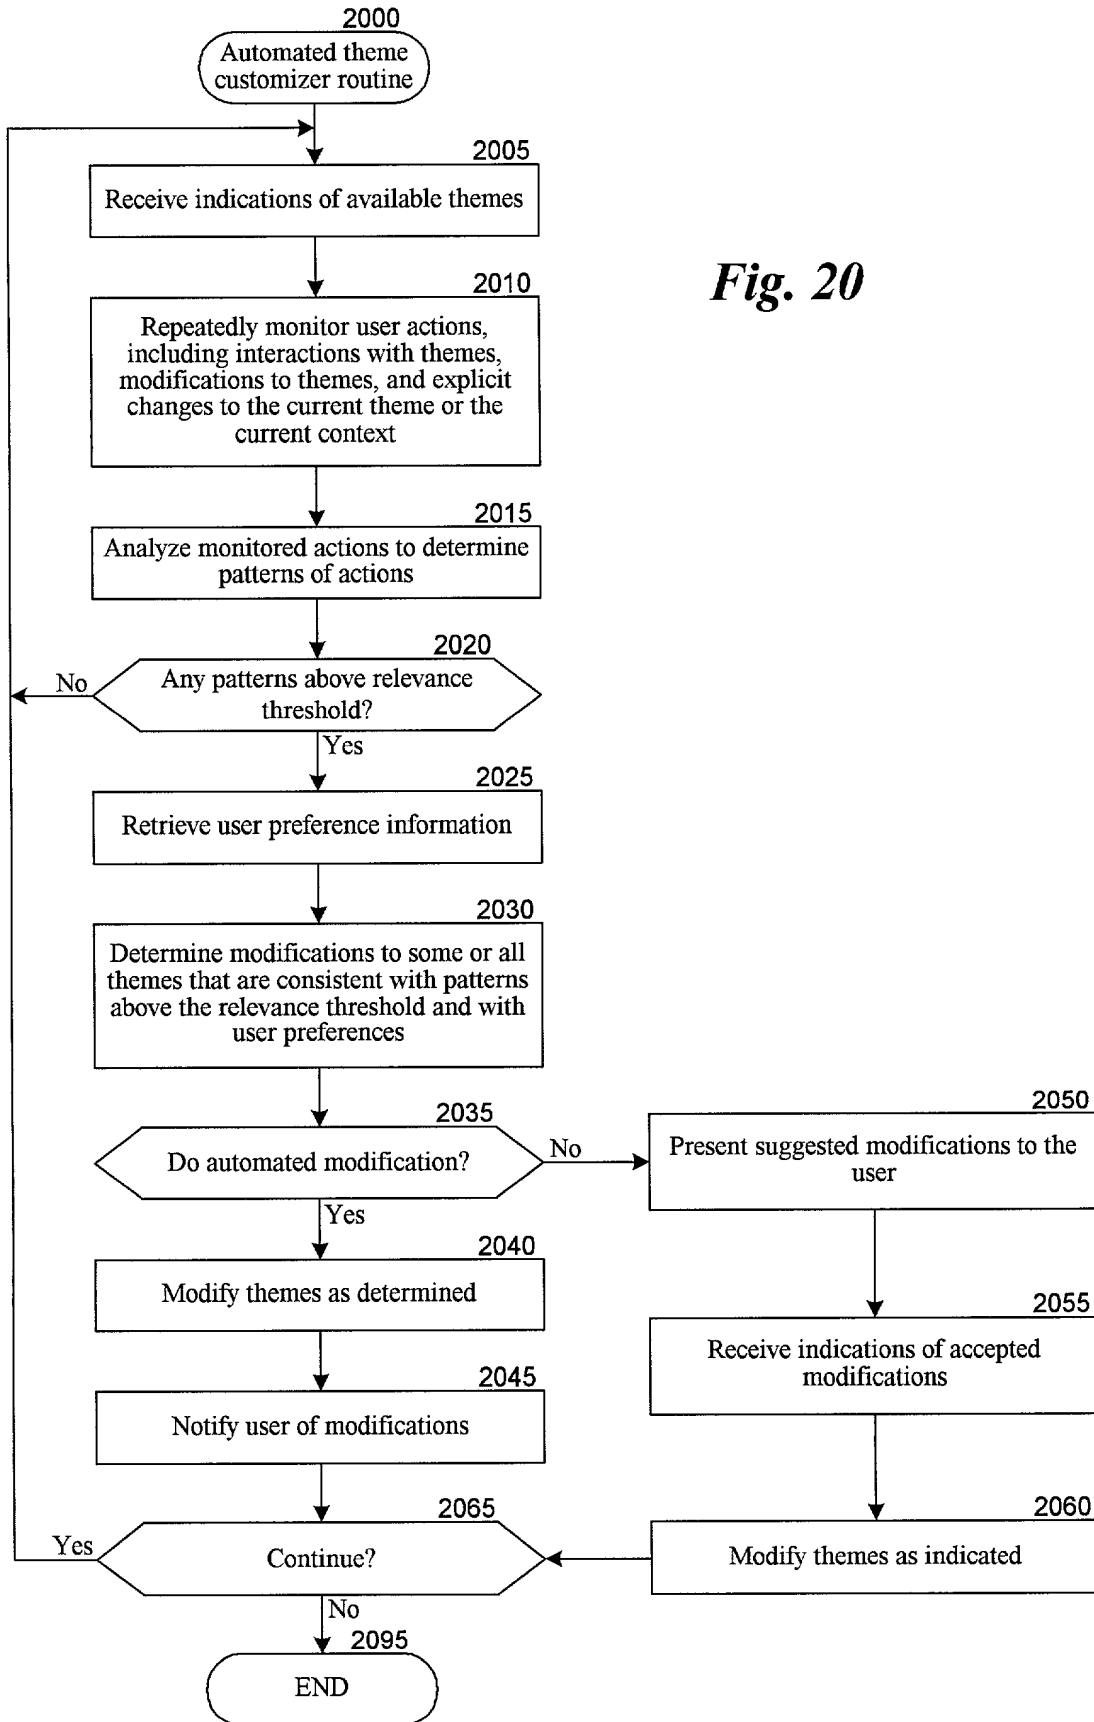 2000
Automated theme
customizer routine
2005
Receive indications of available themes
Fig. 20
2010
Repeatedly monitor user actions,
including interactions with themes,
modifications to themes, and explicit
changes to the current theme or the
current context
2015
Analyze monitored actions to determine
patterns of actions
2020
No
Any patterns above relevance
threshold?
Yes
2025
Retrieve user preference information
2030
Determine modifications to some or all
themes that are consistent with patterns
above the relevance threshold and with
user preferences
2035
Do automated modification?
No
Yes
2050
Present suggested modifications to the
user
2040
Modify themes as determined
2055
Receive indications of accepted
modifications
2045
Notify user of modifications
2065
Yes
Continue?
No
2060
Modify themes as indicated
2095
END